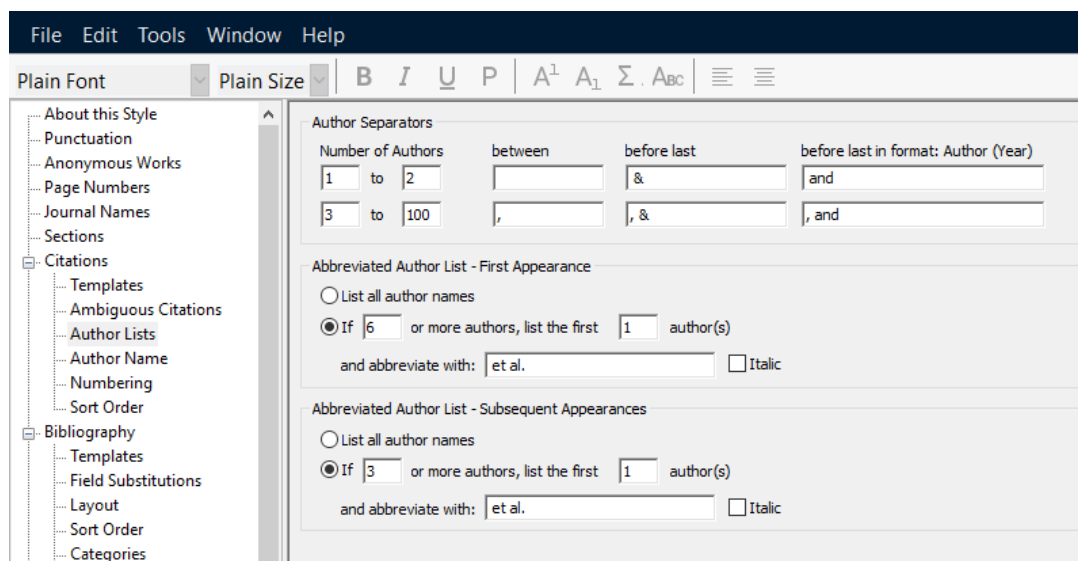 File Edit Tools Window Help
Plain Font Plain Size B I U P A1 A1 Σ . ABC
About this Style
Punctuation
Anonymous Works
Page Numbers
Journal Names
Sections
Citations
Templates
Ambiguous Citations
Author Lists
Author Name
Numbering
Sort Order
Bibliography
Templates
Field Substitutions
Layout
Sort Order
Categories
Author Separators
Number of Authors between before last before last in format: Author (Year)
1 to 2 & and
3 to 100 , , & , and
Abbreviated Author List - First Appearance
List all author names
If 6 or more authors, list the first 1 author(s)
and abbreviate with: et al. Italic
Abbreviated Author List - Subsequent Appearances
List all author names
If 3 or more authors, list the first 1 author(s)
and abbreviate with: et al. Italic